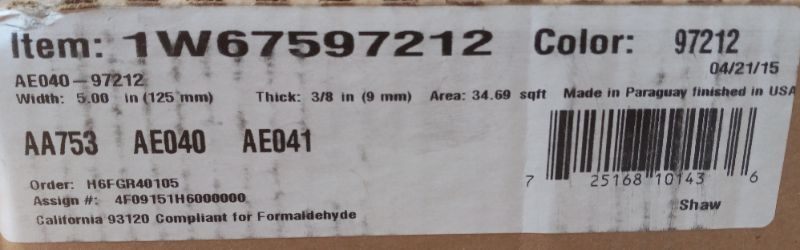 Item: 1W67597212 Color: 97212
AE040-97212 04/21/15
Width: 5.00 in (125 mm) Thick: 3/8 in (9 mm) Area: 34.69 sqft Made in Paraguay finished in USA
AA753 AE040 AE041
Order: H6FGR40105
Assign #: 4F09151H6000000
California 93120 Compliant for Formaldehyde
7 25168 10143 6
Shaw